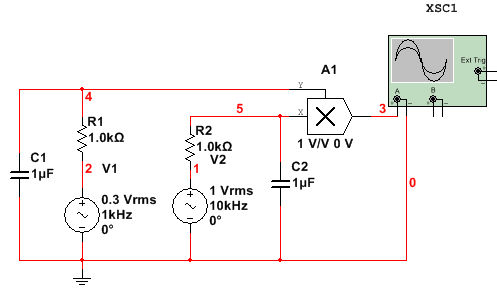 XSC1
Ext Trig
A
B
A1
Y
X
1 V/V 0 V
3
4
R1
1.0kΩ
5
R2
1.0kΩ
V2
C1
1µF
2
V1
1
C2
1µF
0.3 Vrms
1kHz
0°
1 Vrms
10kHz
0°
0